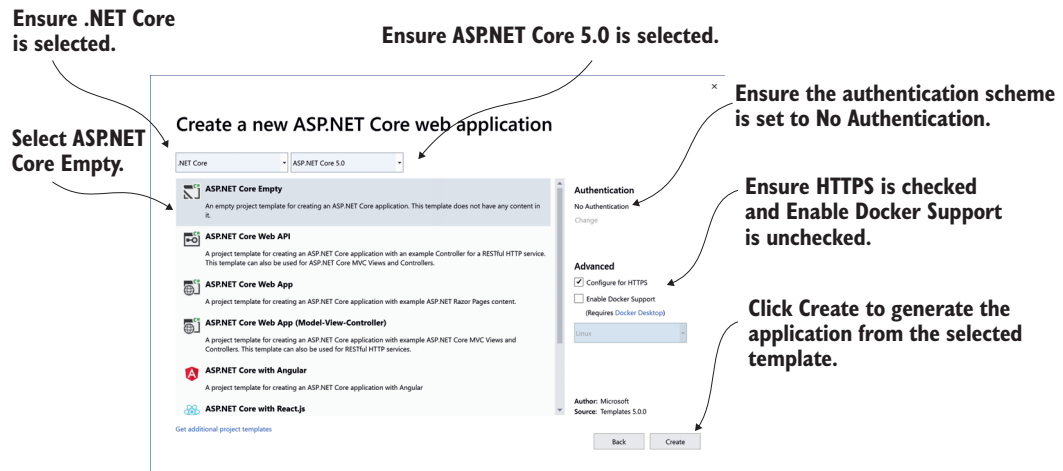 Ensure .NET Core
is selected.
Ensure ASP.NET Core 5.0 is selected.
Select ASP.NET
Core Empty.
×
Create a new ASP.NET Core web application
.NET Core
ASP.NET Core 5.0
ASP.NET Core Empty
An empty project template for creating an ASP.NET Core application. This template does not have any content in
it.
ASP.NET Core Web API
A project template for creating an ASP.NET Core application with an example Controller for a RESTful HTTP service.
This template can also be used for ASP.NET Core MVC Views and Controllers.
ASP.NET Core Web App
A project template for creating an ASP.NET Core application with example ASP.NET Razor Pages content.
ASP.NET Core Web App (Model-View-Controller)
A project template for creating an ASP.NET Core application with example ASP.NET Core MVC Views and
Controllers. This template can also be used for RESTful HTTP services.
ASP.NET Core with Angular
A project template for creating an ASP.NET Core application with Angular
ASP.NET Core with React.js
Get additional project templates
Authentication
No Authentication
Change
Advanced
Configure for HTTPS
Enable Docker Support
(Requires Docker Desktop)
Linus
Author: Microsoft
Source: Templates 5.0.0
Back
Create
Ensure the authentication scheme
is set to No Authentication.
Ensure HTTPS is checked
and Enable Docker Support
is unchecked.
Click Create to generate the
application from the selected
template.